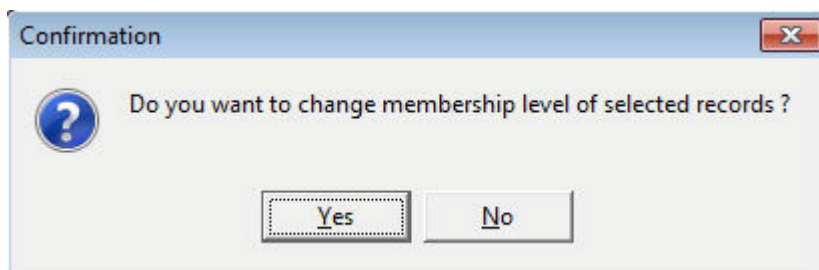 Confirmation
Do you want to change membership level of selected records ?
Yes No